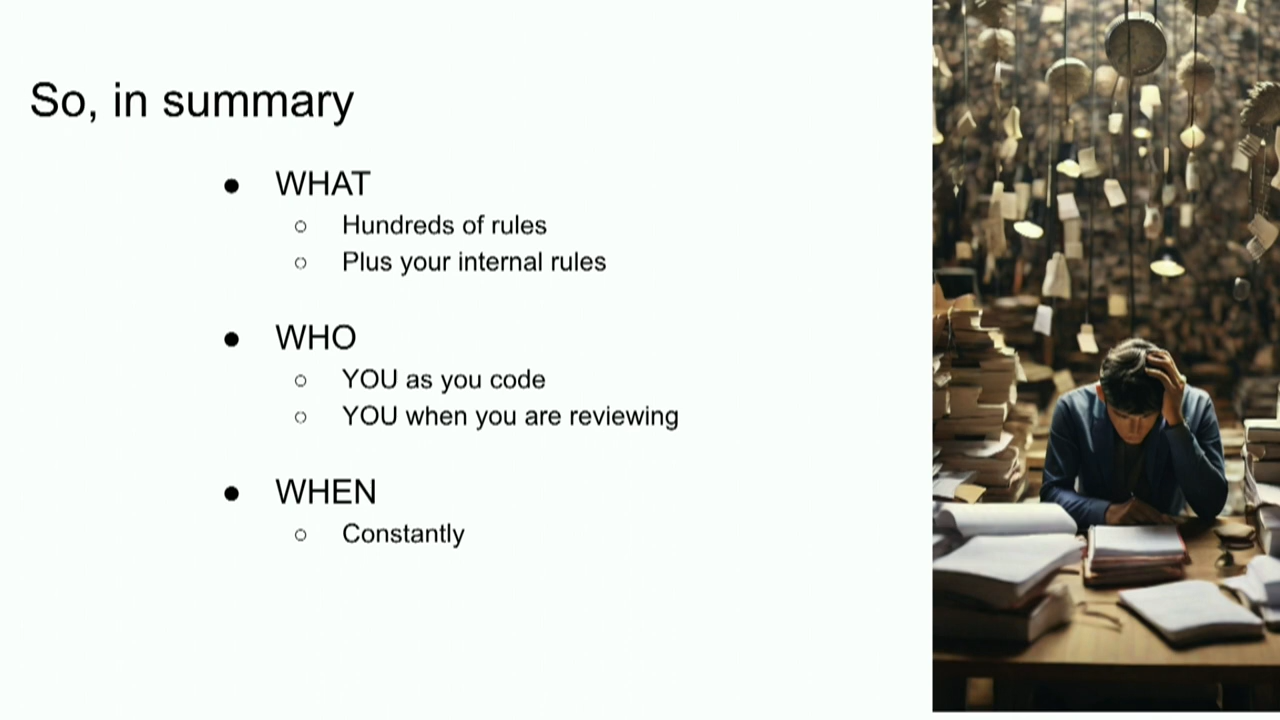 So, in summary
● WHAT
○ Hundreds of rules
○ Plus your internal rules
● WHO
○ YOU as you code
○ YOU when you are reviewing
● WHEN
○ Constantly